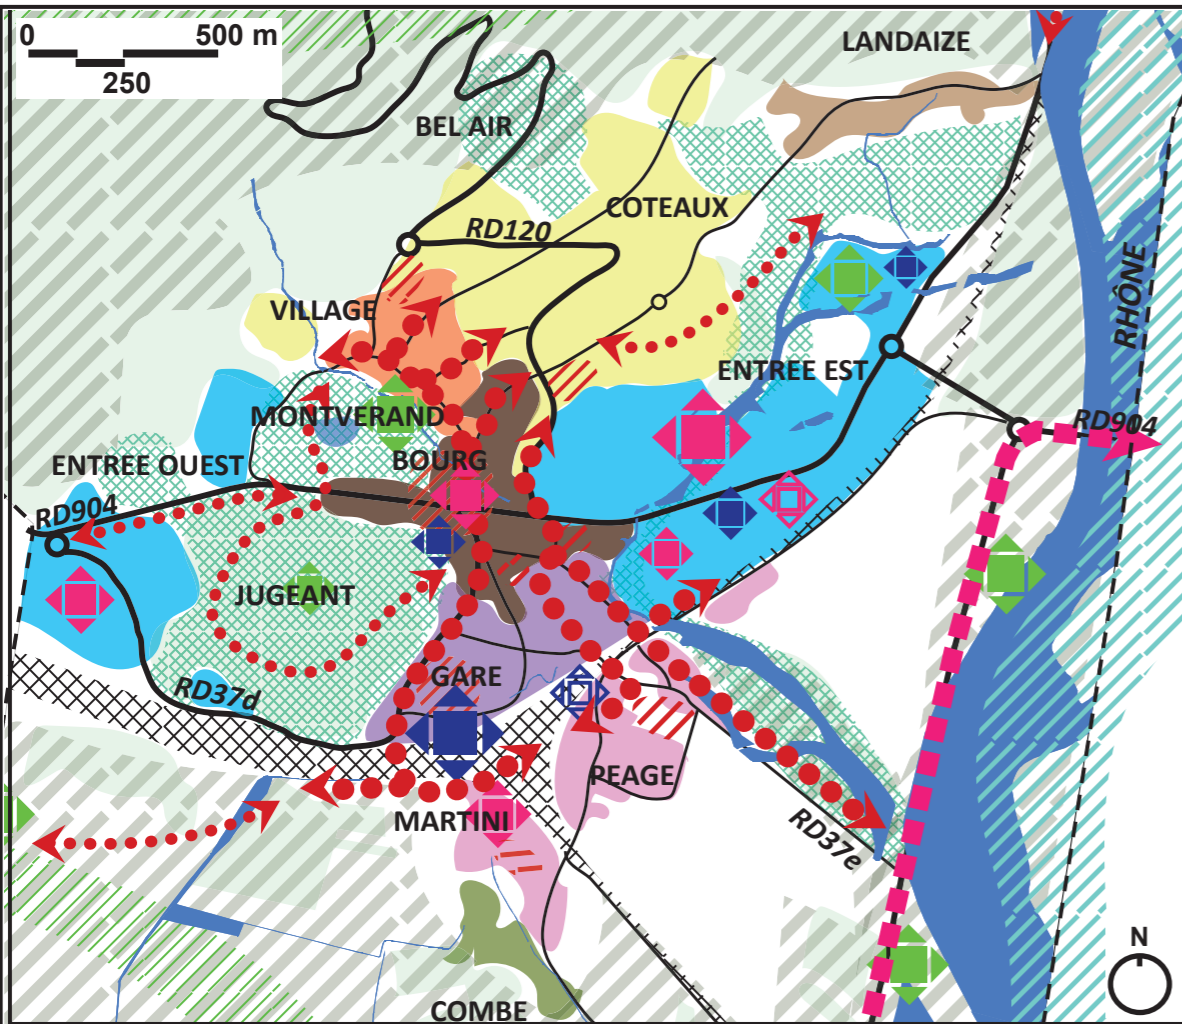 0 500 m
250
LANDAIZE
BEL AIR
COTEAUX
RD120
RHÔNE
VILLAGE
ENTREE EST
MONTVERAND
RD904
BOURG
ENTREE OUEST
RD904
JUGEANT
GARE
RD37d
PEAGE
MARTINI
RD37e
N
COMBE